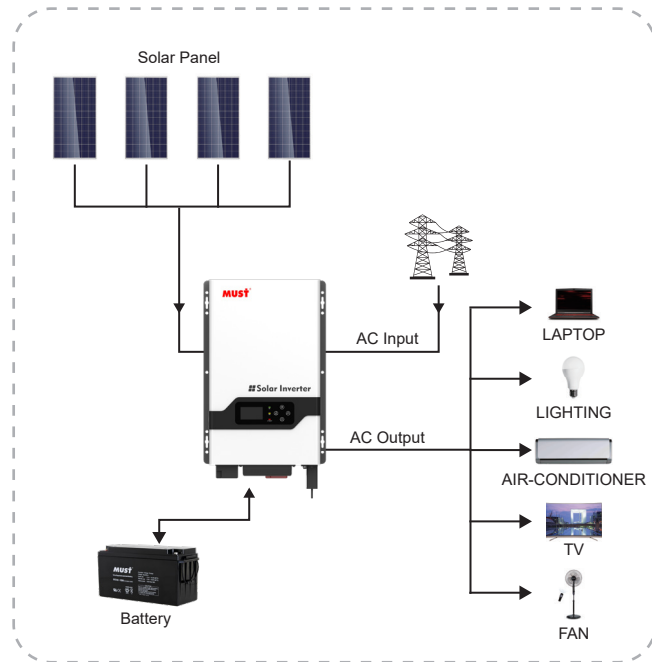 Solar Panel
MUST
AC Input
LAPTOP
LIGHTING
Solar Inverter
AC Output
AIR-CONDITIONER
TV
MUST
Battery
FAN